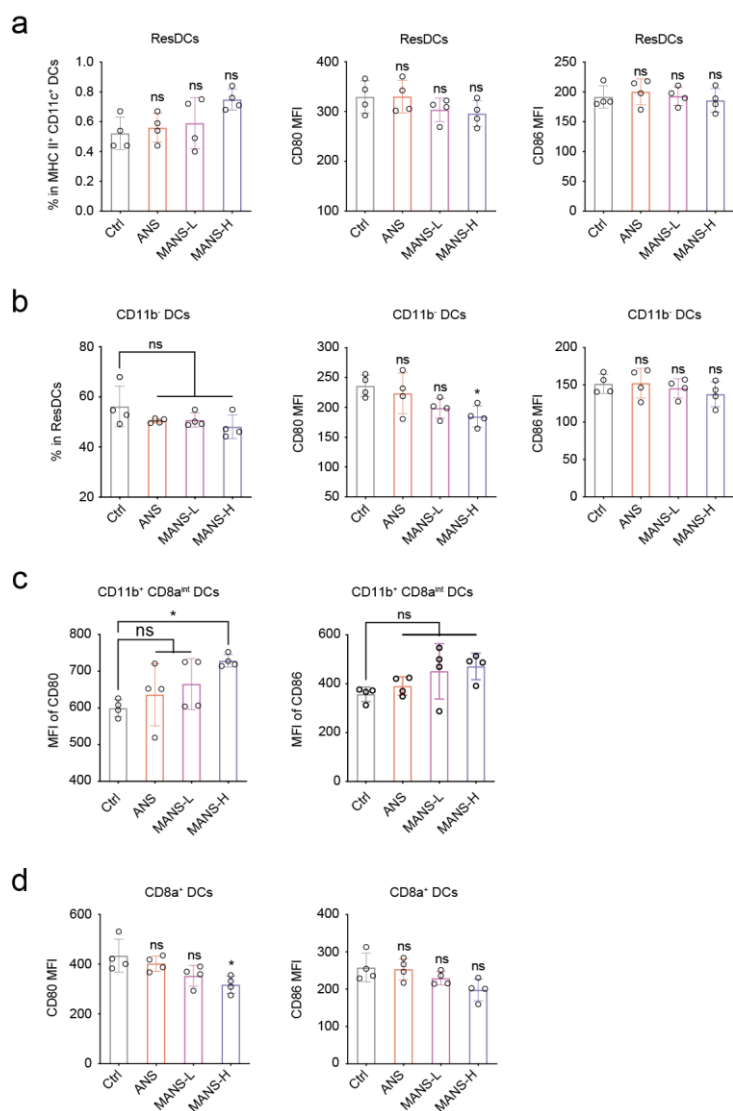 a
ResDCs
% in MHC II⁺ CD11c⁺ DCs
1.0
0.8
0.6
0.4
0.2
0.0
ns
ns
ns
Ctrl
ANS
MANS-L
MANS-H
ResDCs
CD80 MFI
400
300
200
100
ns
ns
ns
Ctrl
ANS
MANS-L
MANS-H
ResDCs
CD86 MFI
250
200
150
100
50
0
ns
ns
ns
Ctrl
ANS
MANS-L
MANS-H
b
CD11b⁻ DCs
% in ResDCs
80
60
40
20
ns
Ctrl
ANS
MANS-L
MANS-H
CD11b⁻ DCs
CD80 MFI
300
250
200
150
100
50
ns
ns
*
Ctrl
ANS
MANS-L
MANS-H
CD11b⁻ DCs
CD86 MFI
200
150
100
50
0
ns
ns
ns
Ctrl
ANS
MANS-L
MANS-H
c
CD11b⁺ CD8aⁱⁿᵗ DCs
MFI of CD80
800
700
600
500
400
*
ns
Ctrl
ANS
MANS-L
MANS-H
CD11b⁺ CD8aⁱⁿᵗ DCs
MFI of CD86
600
400
200
0
ns
Ctrl
ANS
MANS-L
MANS-H
d
CD8a⁺ DCs
CD80 MFI
600
400
200
0
ns
ns
*
Ctrl
ANS
MANS-L
MANS-H
CD8a⁺ DCs
CD86 MFI
400
300
200
100
0
ns
ns
ns
Ctrl
ANS
MANS-L
MANS-H